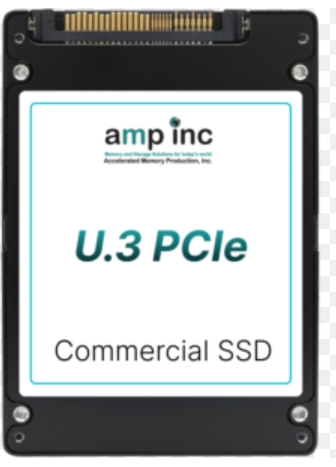 amp inc
Memory and Storage Solutions for today's world
Accelerated Memory Production, Inc.
U.3 PCIe
Commercial SSD